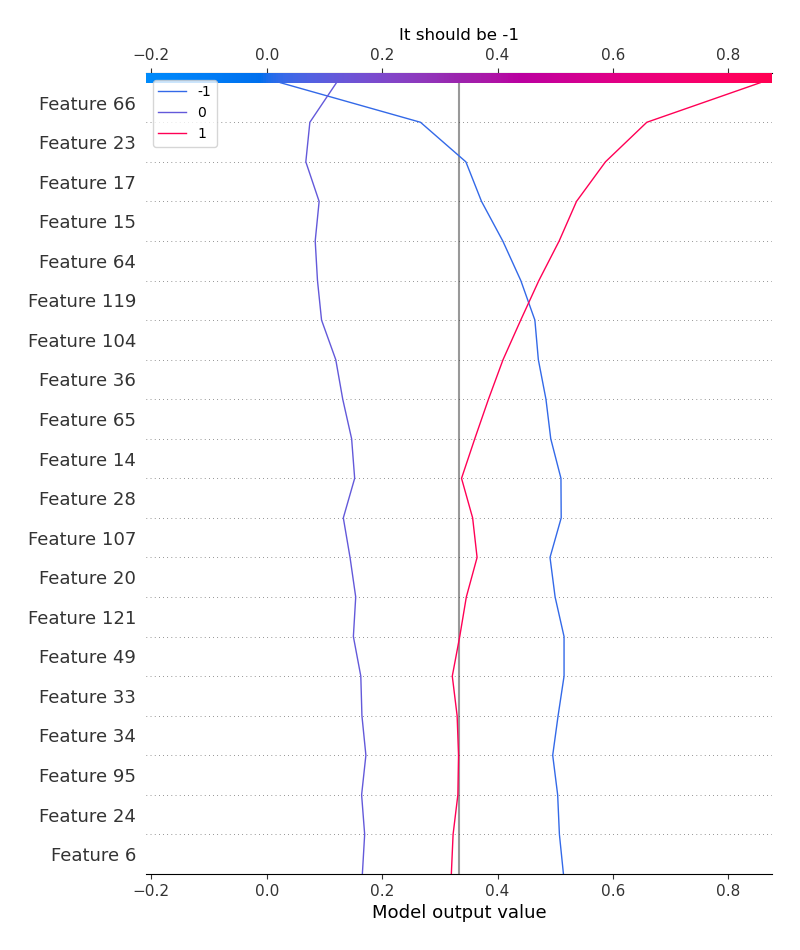 It should be -1
−0.2 0.0 0.2 0.4 0.6 0.8
-1
0
1
Feature 66
Feature 23
Feature 17
Feature 15
Feature 64
Feature 119
Feature 104
Feature 36
Feature 65
Feature 14
Feature 28
Feature 107
Feature 20
Feature 121
Feature 49
Feature 33
Feature 34
Feature 95
Feature 24
Feature 6
−0.2 0.0 0.2 0.4 0.6 0.8
Model output value